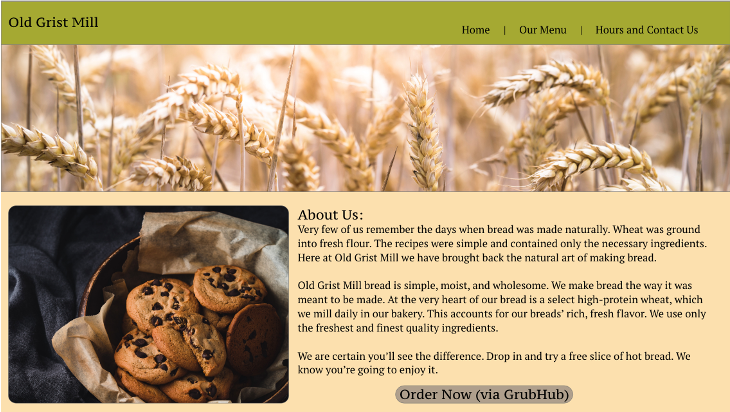 Old Grist Mill
Home | Our Menu | Hours and Contact Us
About Us:
Very few of us remember the days when bread was made naturally. Wheat was ground
into fresh flour. The recipes were simple and contained only the necessary ingredients.
Here at Old Grist Mill we have brought back the natural art of making bread.
Old Grist Mill bread is simple, moist, and wholesome. We make bread the way it was
meant to be made. At the very heart of our bread is a select high-protein wheat, which
we mill daily in our bakery. This accounts for our breads’ rich, fresh flavor. We use only
the freshest and finest quality ingredients.
We are certain you’ll see the difference. Drop in and try a free slice of hot bread. We
know you’re going to enjoy it.
Order Now (via GrubHub)